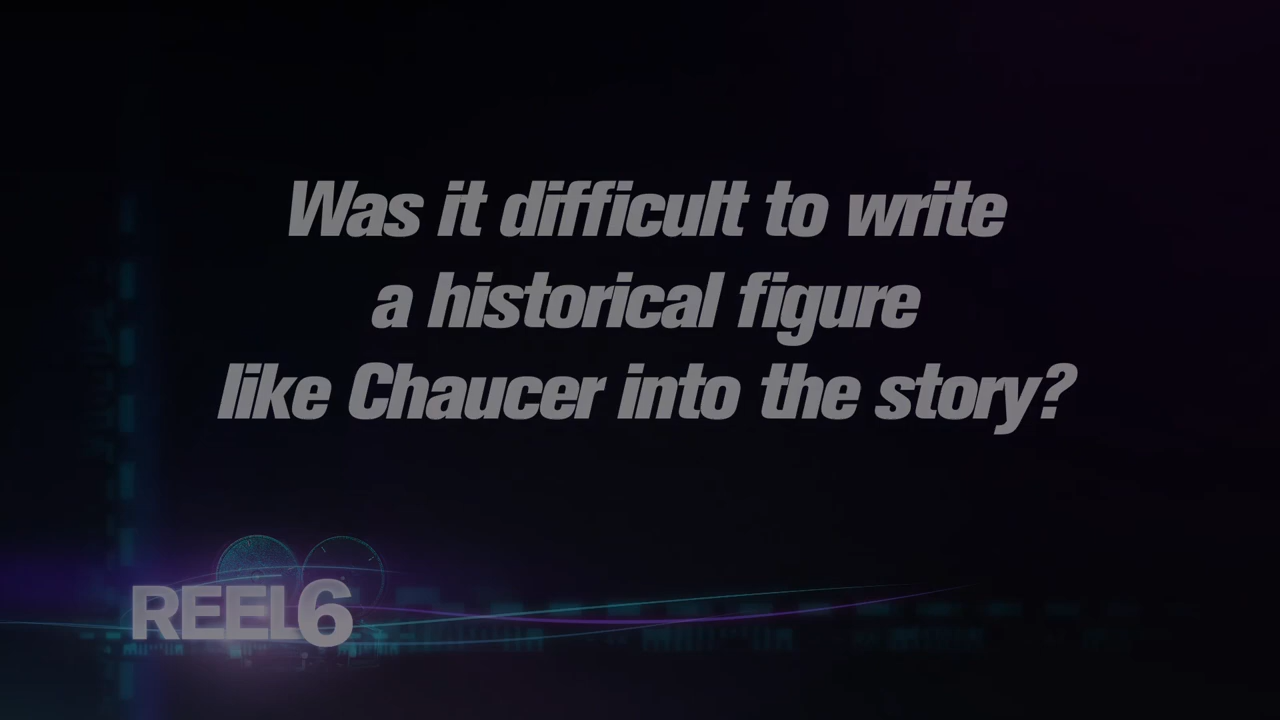 Was it difficult to write
a historical figure
like Chaucer into the story?
REEL6